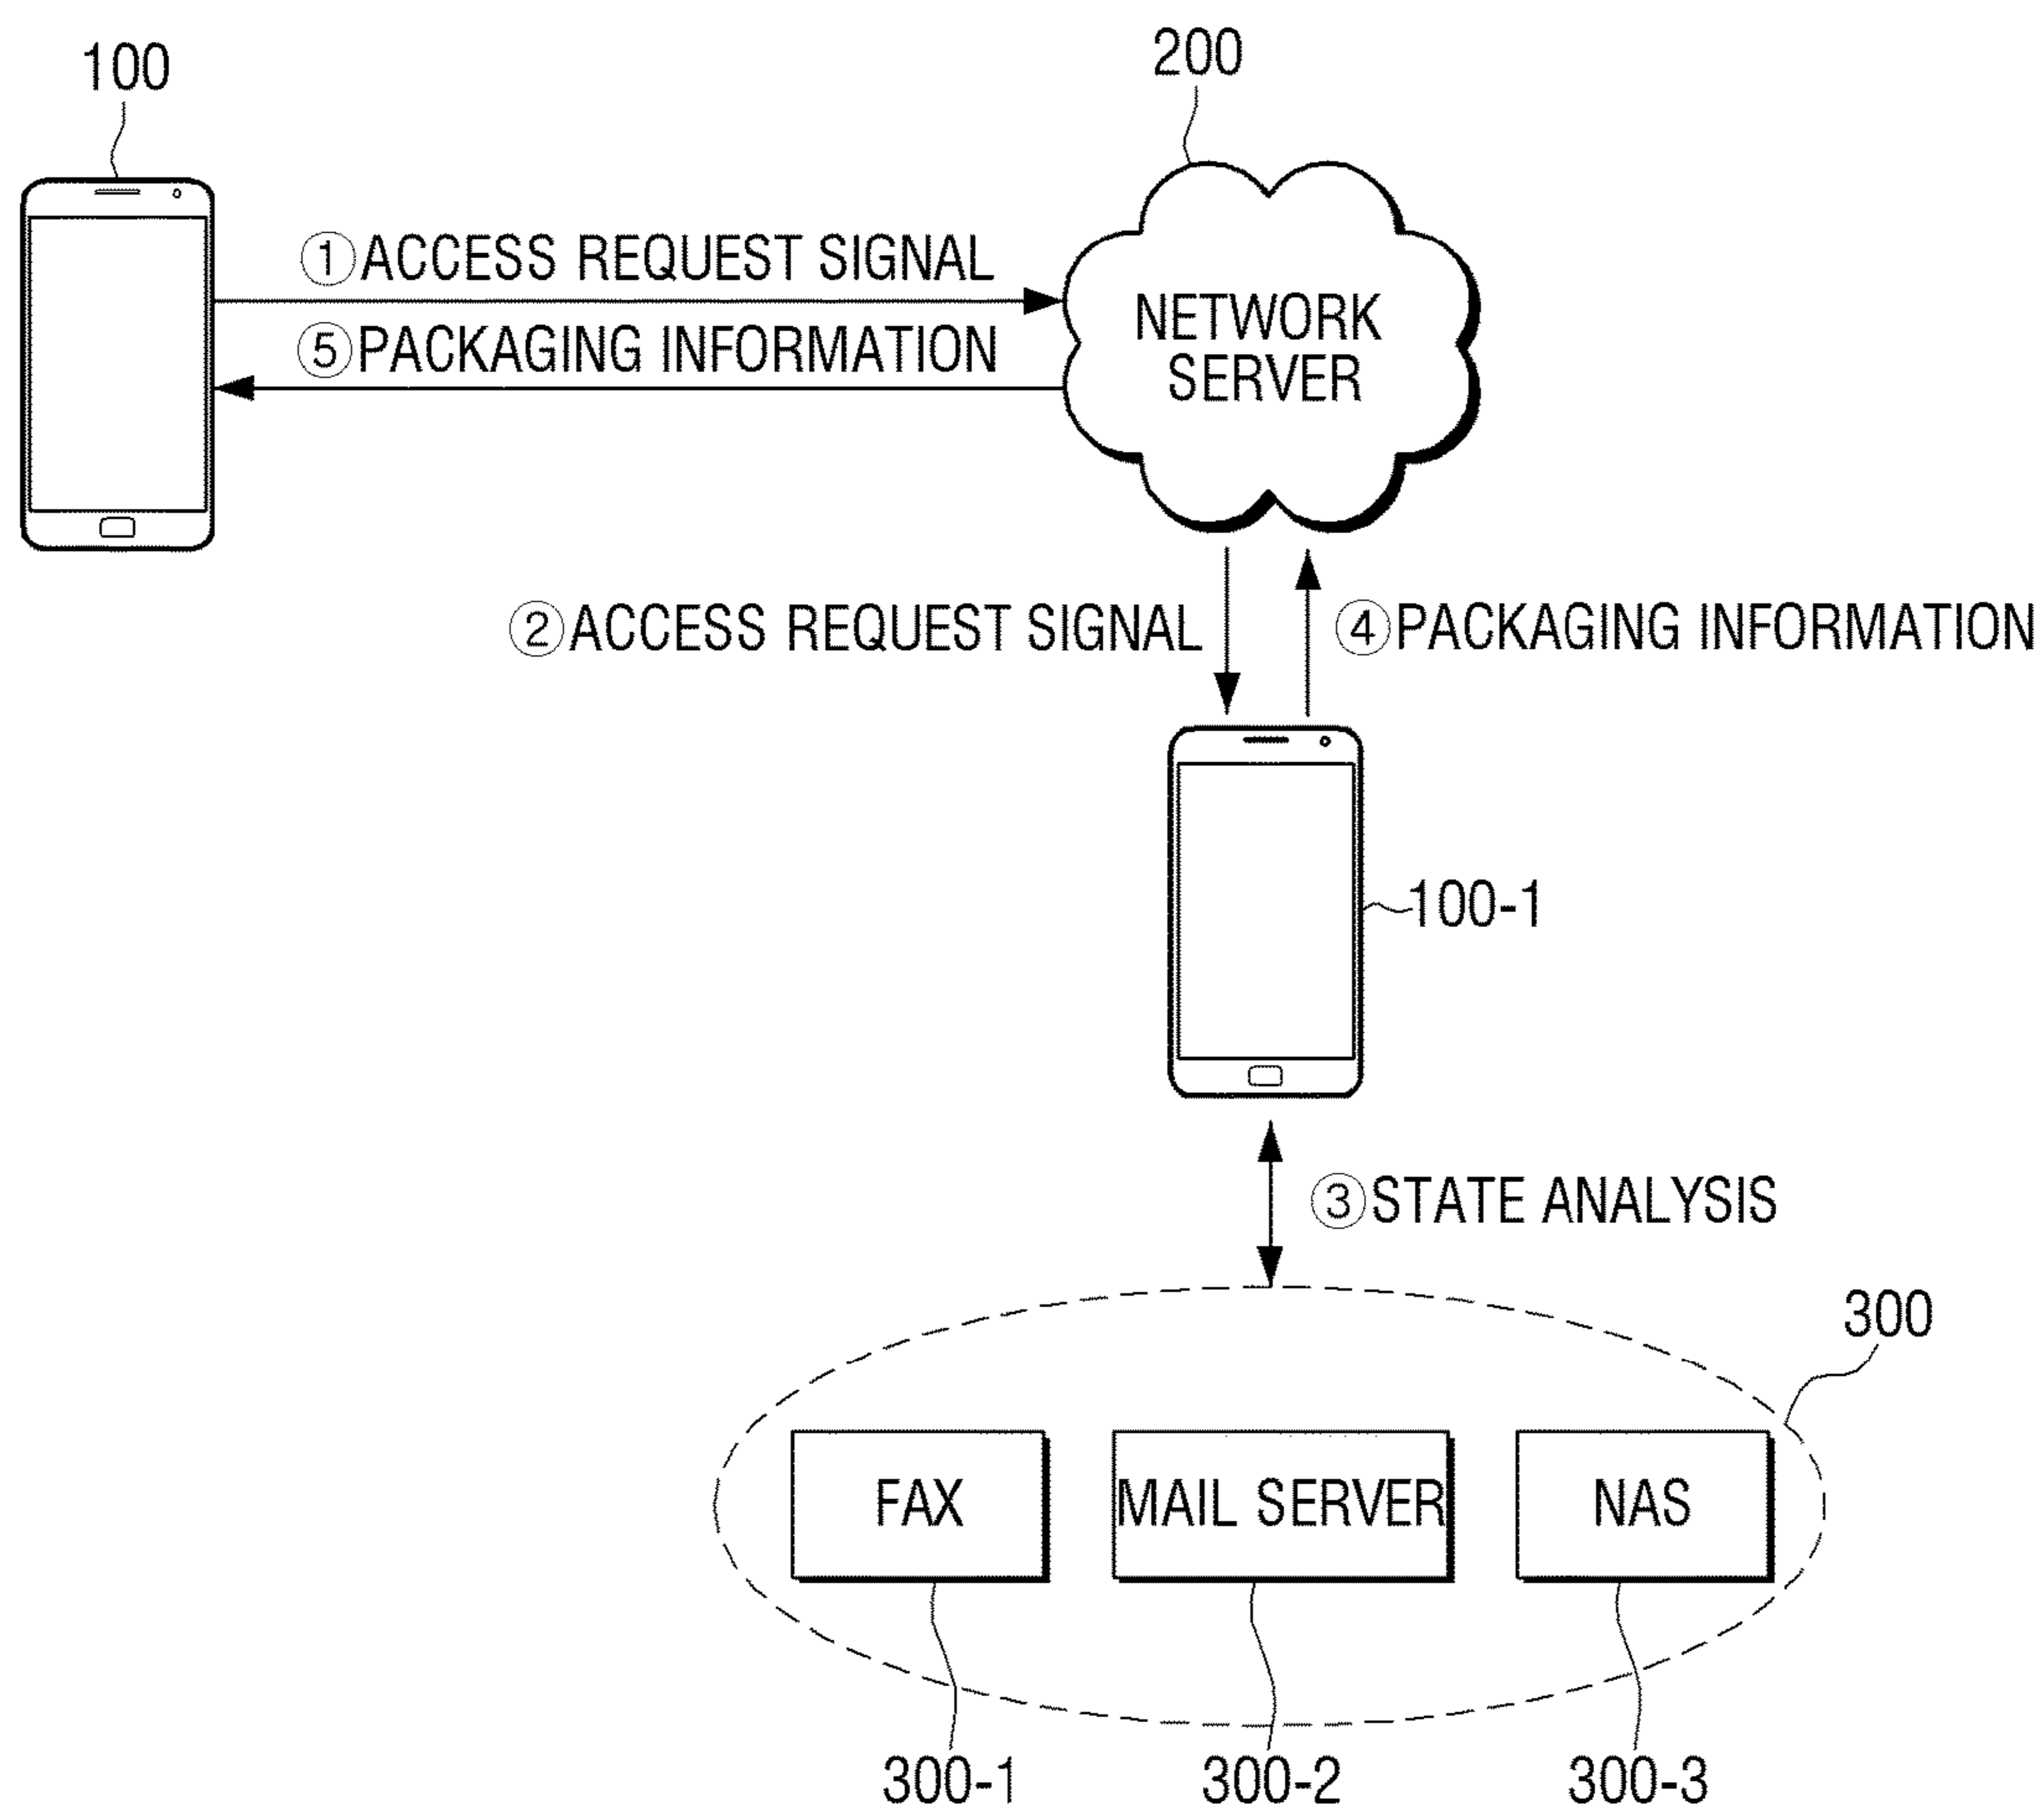 100
200
①ACCESS REQUEST SIGNAL
⑤PACKAGING INFORMATION
NETWORK
SERVER
②ACCESS REQUEST SIGNAL
④PACKAGING INFORMATION
100-1
③STATE ANALYSIS
300
FAX
MAIL SERVER
NAS
300-1
300-2
300-3